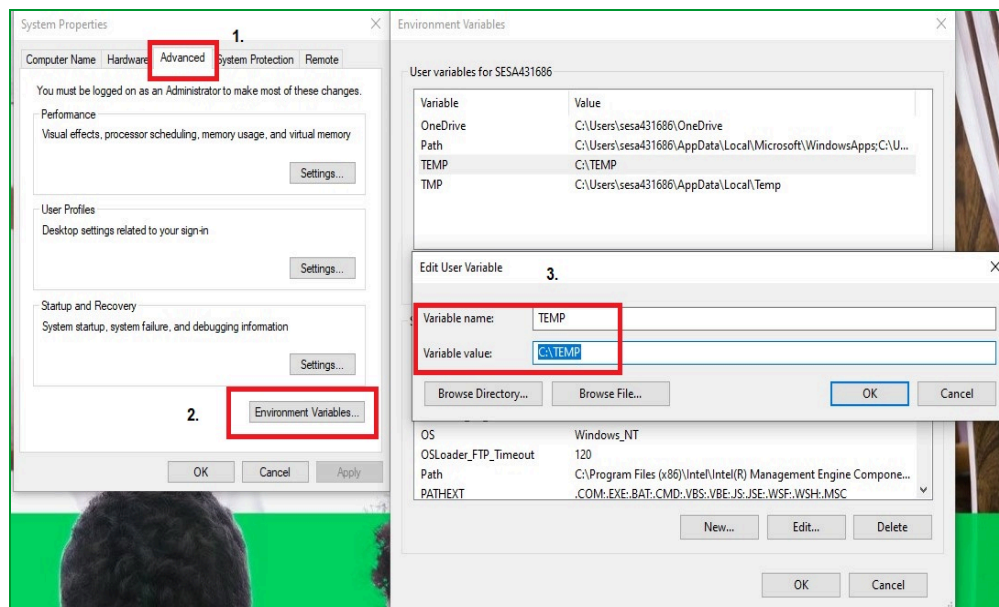 System Properties
1.
Computer Name Hardware Advanced System Protection Remote
You must be logged on as an Administrator to make most of these changes.
Performance
Visual effects, processor scheduling, memory usage, and virtual memory
Settings...
User Profiles
Desktop settings related to your sign-in
Settings...
Startup and Recovery
System startup, system failure, and debugging information
Settings...
2.
Environment Variables...
OK Cancel Apply
Environment Variables
User variables for SESA431686
Variable Value
OneDrive C:\Users\sesa431686\OneDrive
Path C:\Users\sesa431686\AppData\Local\Microsoft\WindowsApps;C:\U...
TEMP C:\TEMP
TMP C:\Users\sesa431686\AppData\Local\Temp
Edit User Variable
3.
Variable name: TEMP
Variable value: C:\TEMP
Browse Directory... Browse File... OK Cancel
OS Windows_NT
OSLoader_FTP_Timeout 120
Path C:\Program Files (x86)\Intel\Intel(R) Management Engine Compone...
PATHEXT .COM;.EXE;.BAT;.CMD;.VBS;.VBE;.JS;.JSE;.WSF;.WSH;.MSC
New... Edit... Delete
OK Cancel